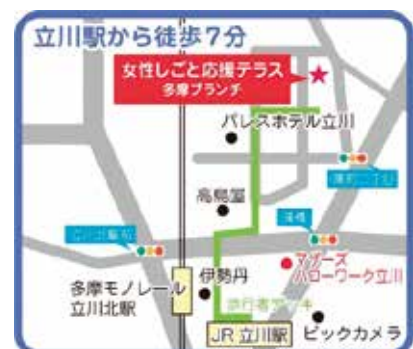 立川駅から徒歩7分
女性しごと応援テラス
多摩ブランチ
パレスホテル立川
高島屋
マザーズ
ハローワーク立川
伊勢丹
多摩モノレール
立川北駅
歩行者デッキ
JR 立川駅
ビックカメラ